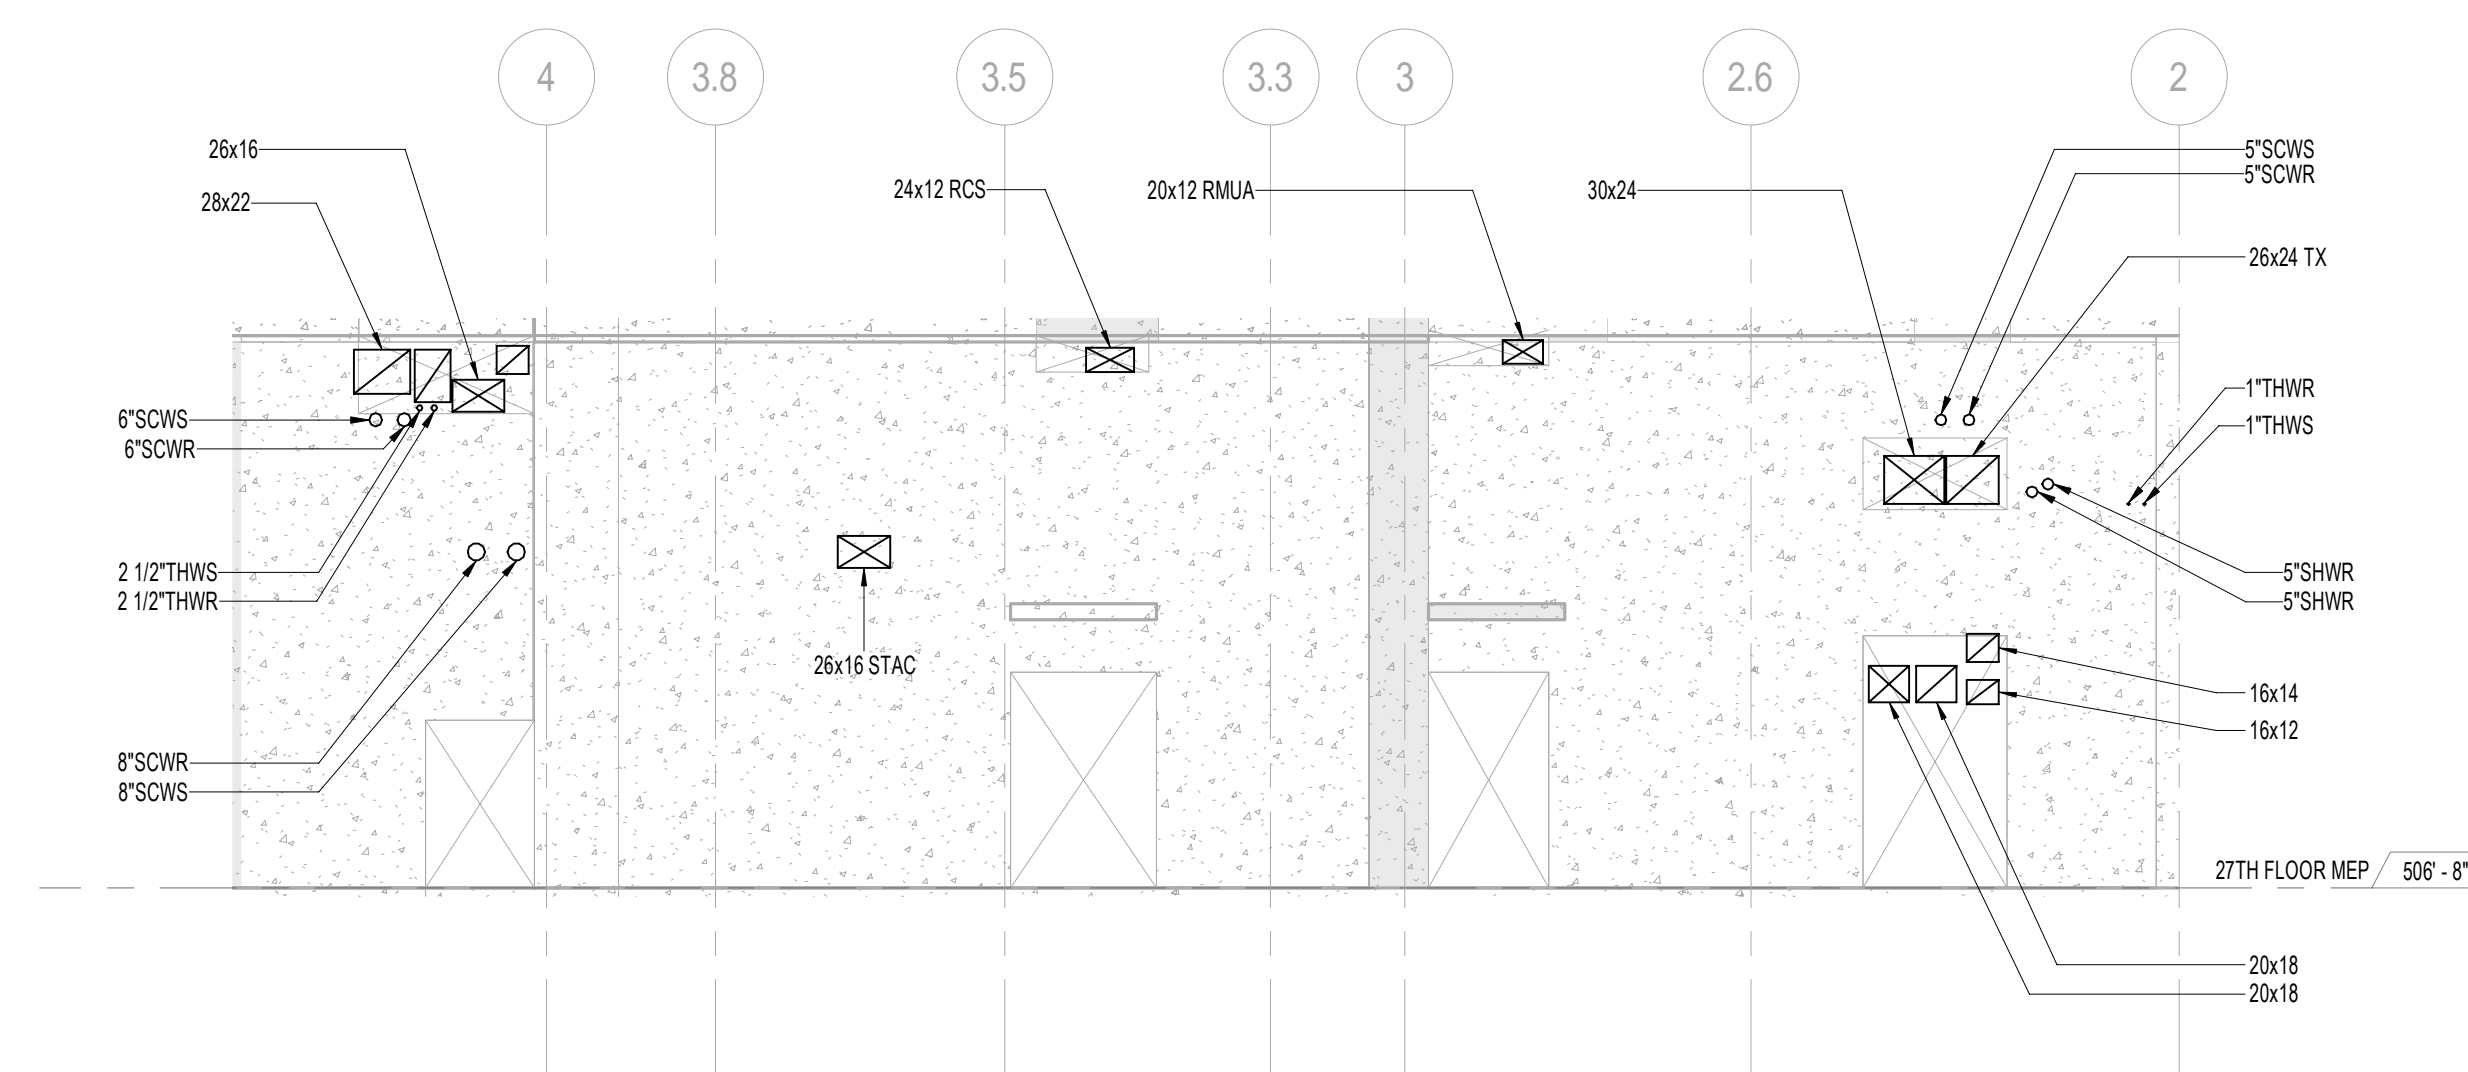 4
3.8
3.5
3.3
3
2.6
2
26x16
28x22
24x12 RCS
20x12 RMUA
30x24
5"SCWS
5"SCWR
26x24 TX
6"SCWS
6"SCWR
1"THWR
1"THWS
2 1/2"THWS
2 1/2"THWR
5"SHWR
5"SHWR
26x16 STAC
16x14
16x12
8"SCWR
8"SCWS
27TH FLOOR MEP 506' - 8"
20x18
20x18